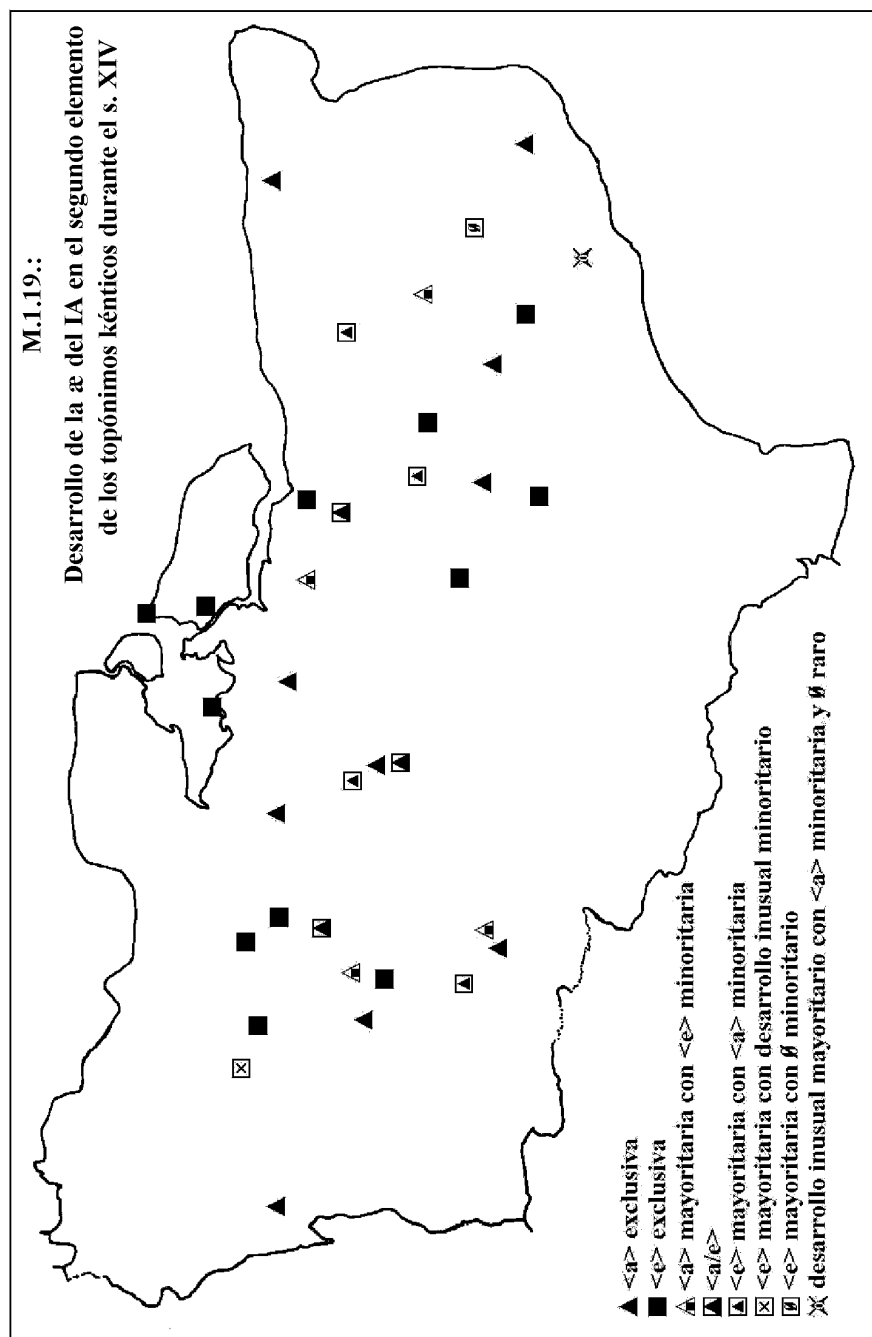 M.1.19.:
Desarrollo de la æ del IA en el segundo elemento
de los topónimos kénticos durante el s. XIV
<a> exclusiva
<e> exclusiva
<a> mayoritaria con <e> minoritaria
<a/e>
<e> mayoritaria con <a> minoritaria
<e> mayoritaria con desarrollo inusual minoritario
<e> mayoritaria con Ø minoritario
desarrollo inusual mayoritario con <a> minoritaria y Ø raro